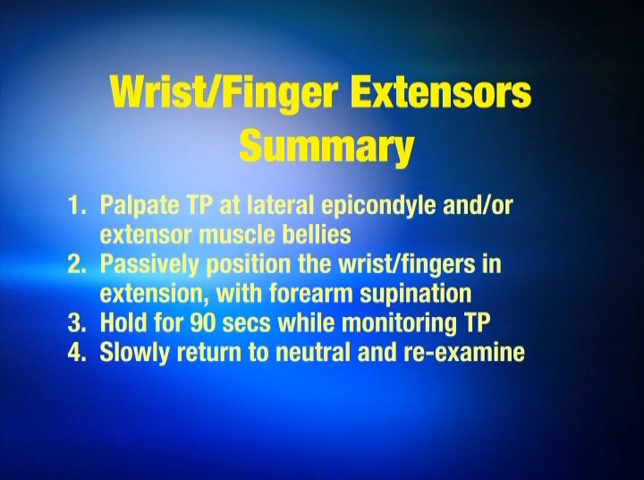 Wrist/Finger Extensors
Summary
1. Palpate TP at lateral epicondyle and/or
extensor muscle bellies
2. Passively position the wrist/fingers in
extension, with forearm supination
3. Hold for 90 secs while monitoring TP
4. Slowly return to neutral and re-examine